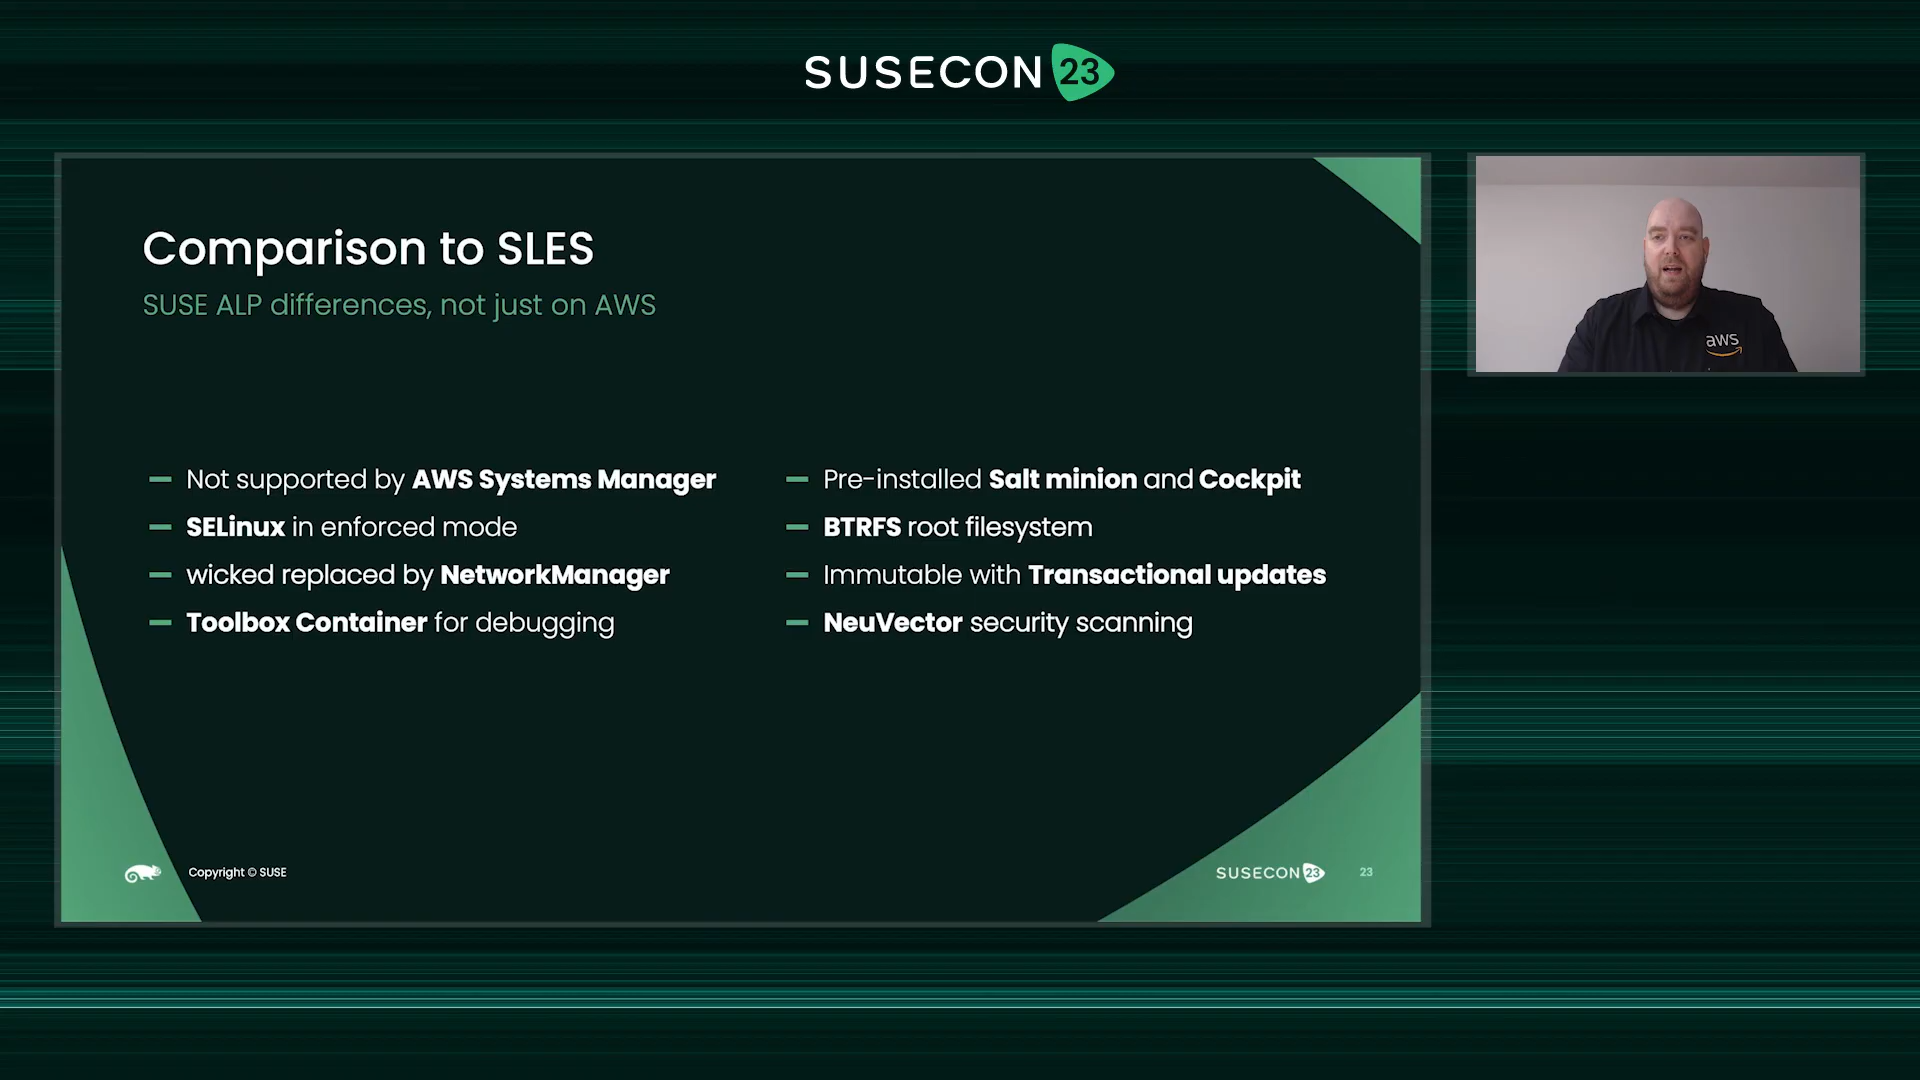 SUSECON 23
Comparison to SLES
SUSE ALP differences, not just on AWS
Not supported by AWS Systems Manager
SELinux in enforced mode
wicked replaced by NetworkManager
Toolbox Container for debugging
Pre-installed Salt minion and Cockpit
BTRFS root filesystem
Immutable with Transactional updates
NeuVector security scanning
aws
Copyright © SUSE
SUSECON 23
23